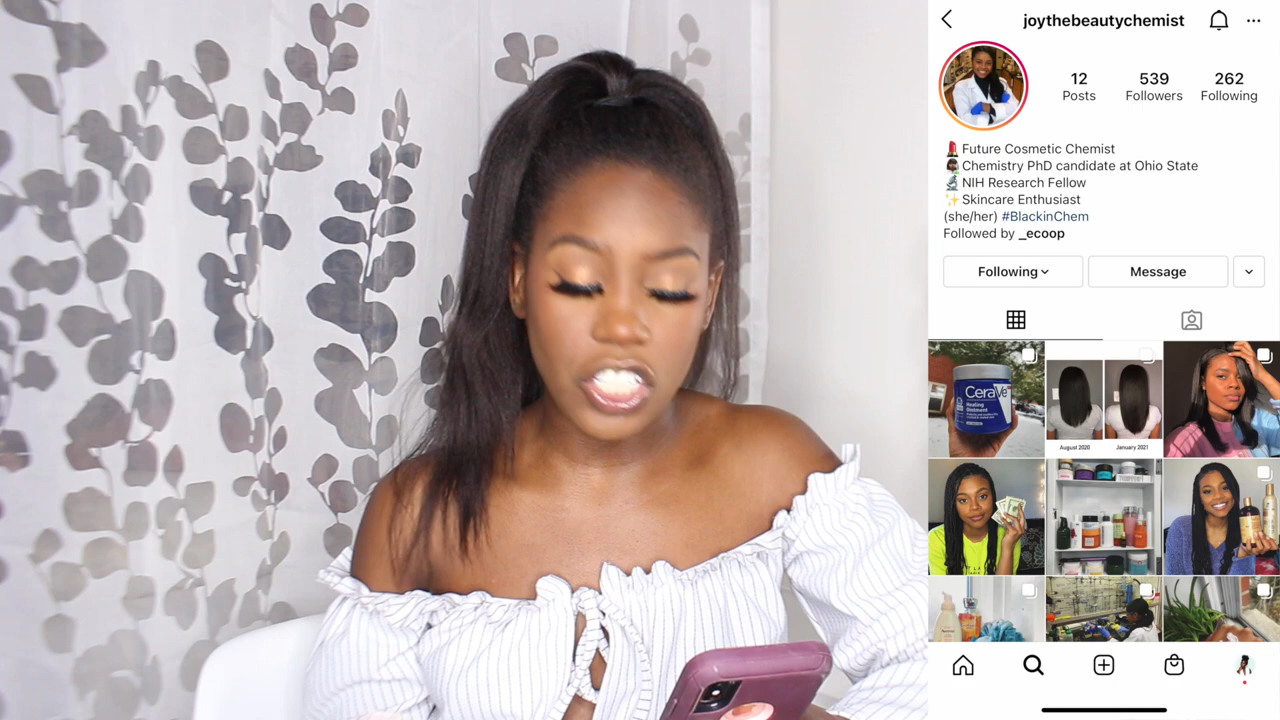 joythebeautychemist
12 539 262
Posts Followers Following
Future Cosmetic Chemist
Chemistry PhD candidate at Ohio State
NIH Research Fellow
Skincare Enthusiast
(she/her) #BlackinChem
Followed by _ecoop
Following Message
CeraVe
Healing
Ointment
August 2020 January 2021